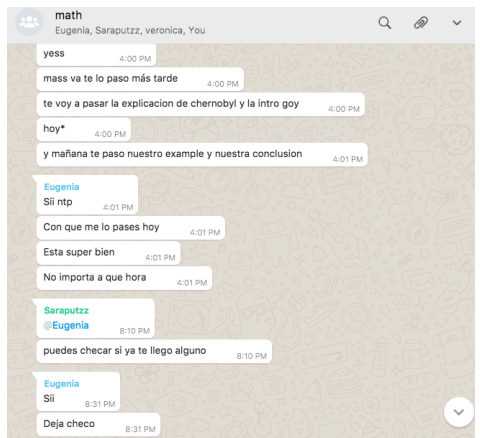 math
Eugenia, Saraputzz, veronica, You
yess
4:00 PM
mass va te lo paso más tarde
4:00 PM
te voy a pasar la explicacion de chernobyl y la intro goy
4:00 PM
hoy*
4:00 PM
y mañana te paso nuestro example y nuestra conclusion
4:01 PM
Eugenia
Sii ntp
4:01 PM
Con que me lo pases hoy
4:01 PM
Esta super bien
4:01 PM
No importa a que hora
4:01 PM
Saraputzz
@Eugenia
8:10 PM
puedes checar si ya te llego alguno
8:10 PM
Eugenia
Sii
8:31 PM
Deja checo
8:31 PM